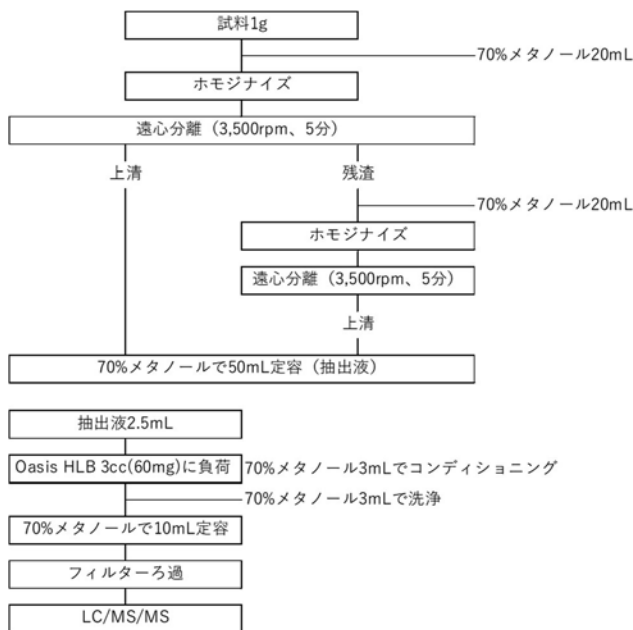 試料1g
70%メタノール20mL
ホモジナイズ
遠心分離（3,500rpm、5分）
上清
残渣
70%メタノール20mL
ホモジナイズ
遠心分離（3,500rpm、5分）
上清
70%メタノールで50mL定容（抽出液）
抽出液2.5mL
Oasis HLB 3cc(60mg)に負荷
70%メタノール3mLでコンディショニング
70%メタノール3mLで洗浄
70%メタノールで10mL定容
フィルターろ過
LC/MS/MS